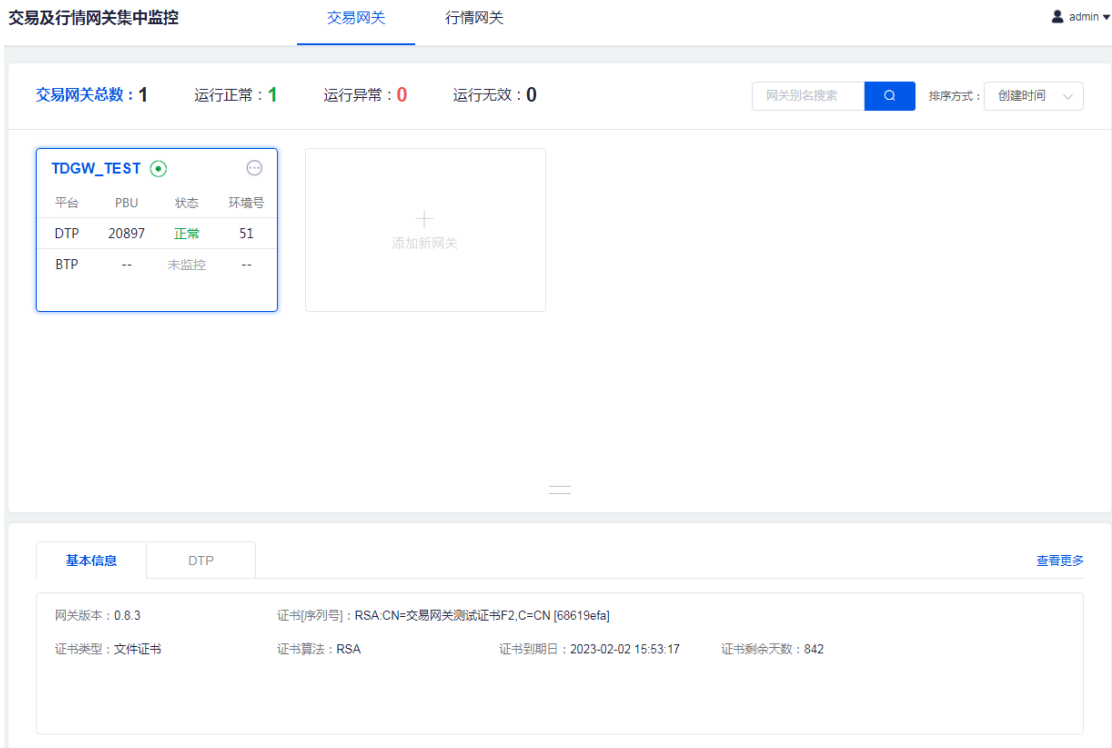 交易及行情网关集中监控 交易网关 行情网关 admin
交易网关总数：1 运行正常：1 运行异常：0 运行无效：0 网关别名搜索 排序方式： 创建时间
TDGW_TEST
平台 PBU 状态 环境号
DTP 20897 正常 51
BTP -- 未监控 --
添加新网关
基本信息 DTP 查看更多
网关版本：0.8.3 证书[序列号]：RSA:CN=交易网关测试证书F2,C=CN [68619efa]
证书类型：文件证书 证书算法：RSA 证书到期日：2023-02-02 15:53:17 证书剩余天数：842